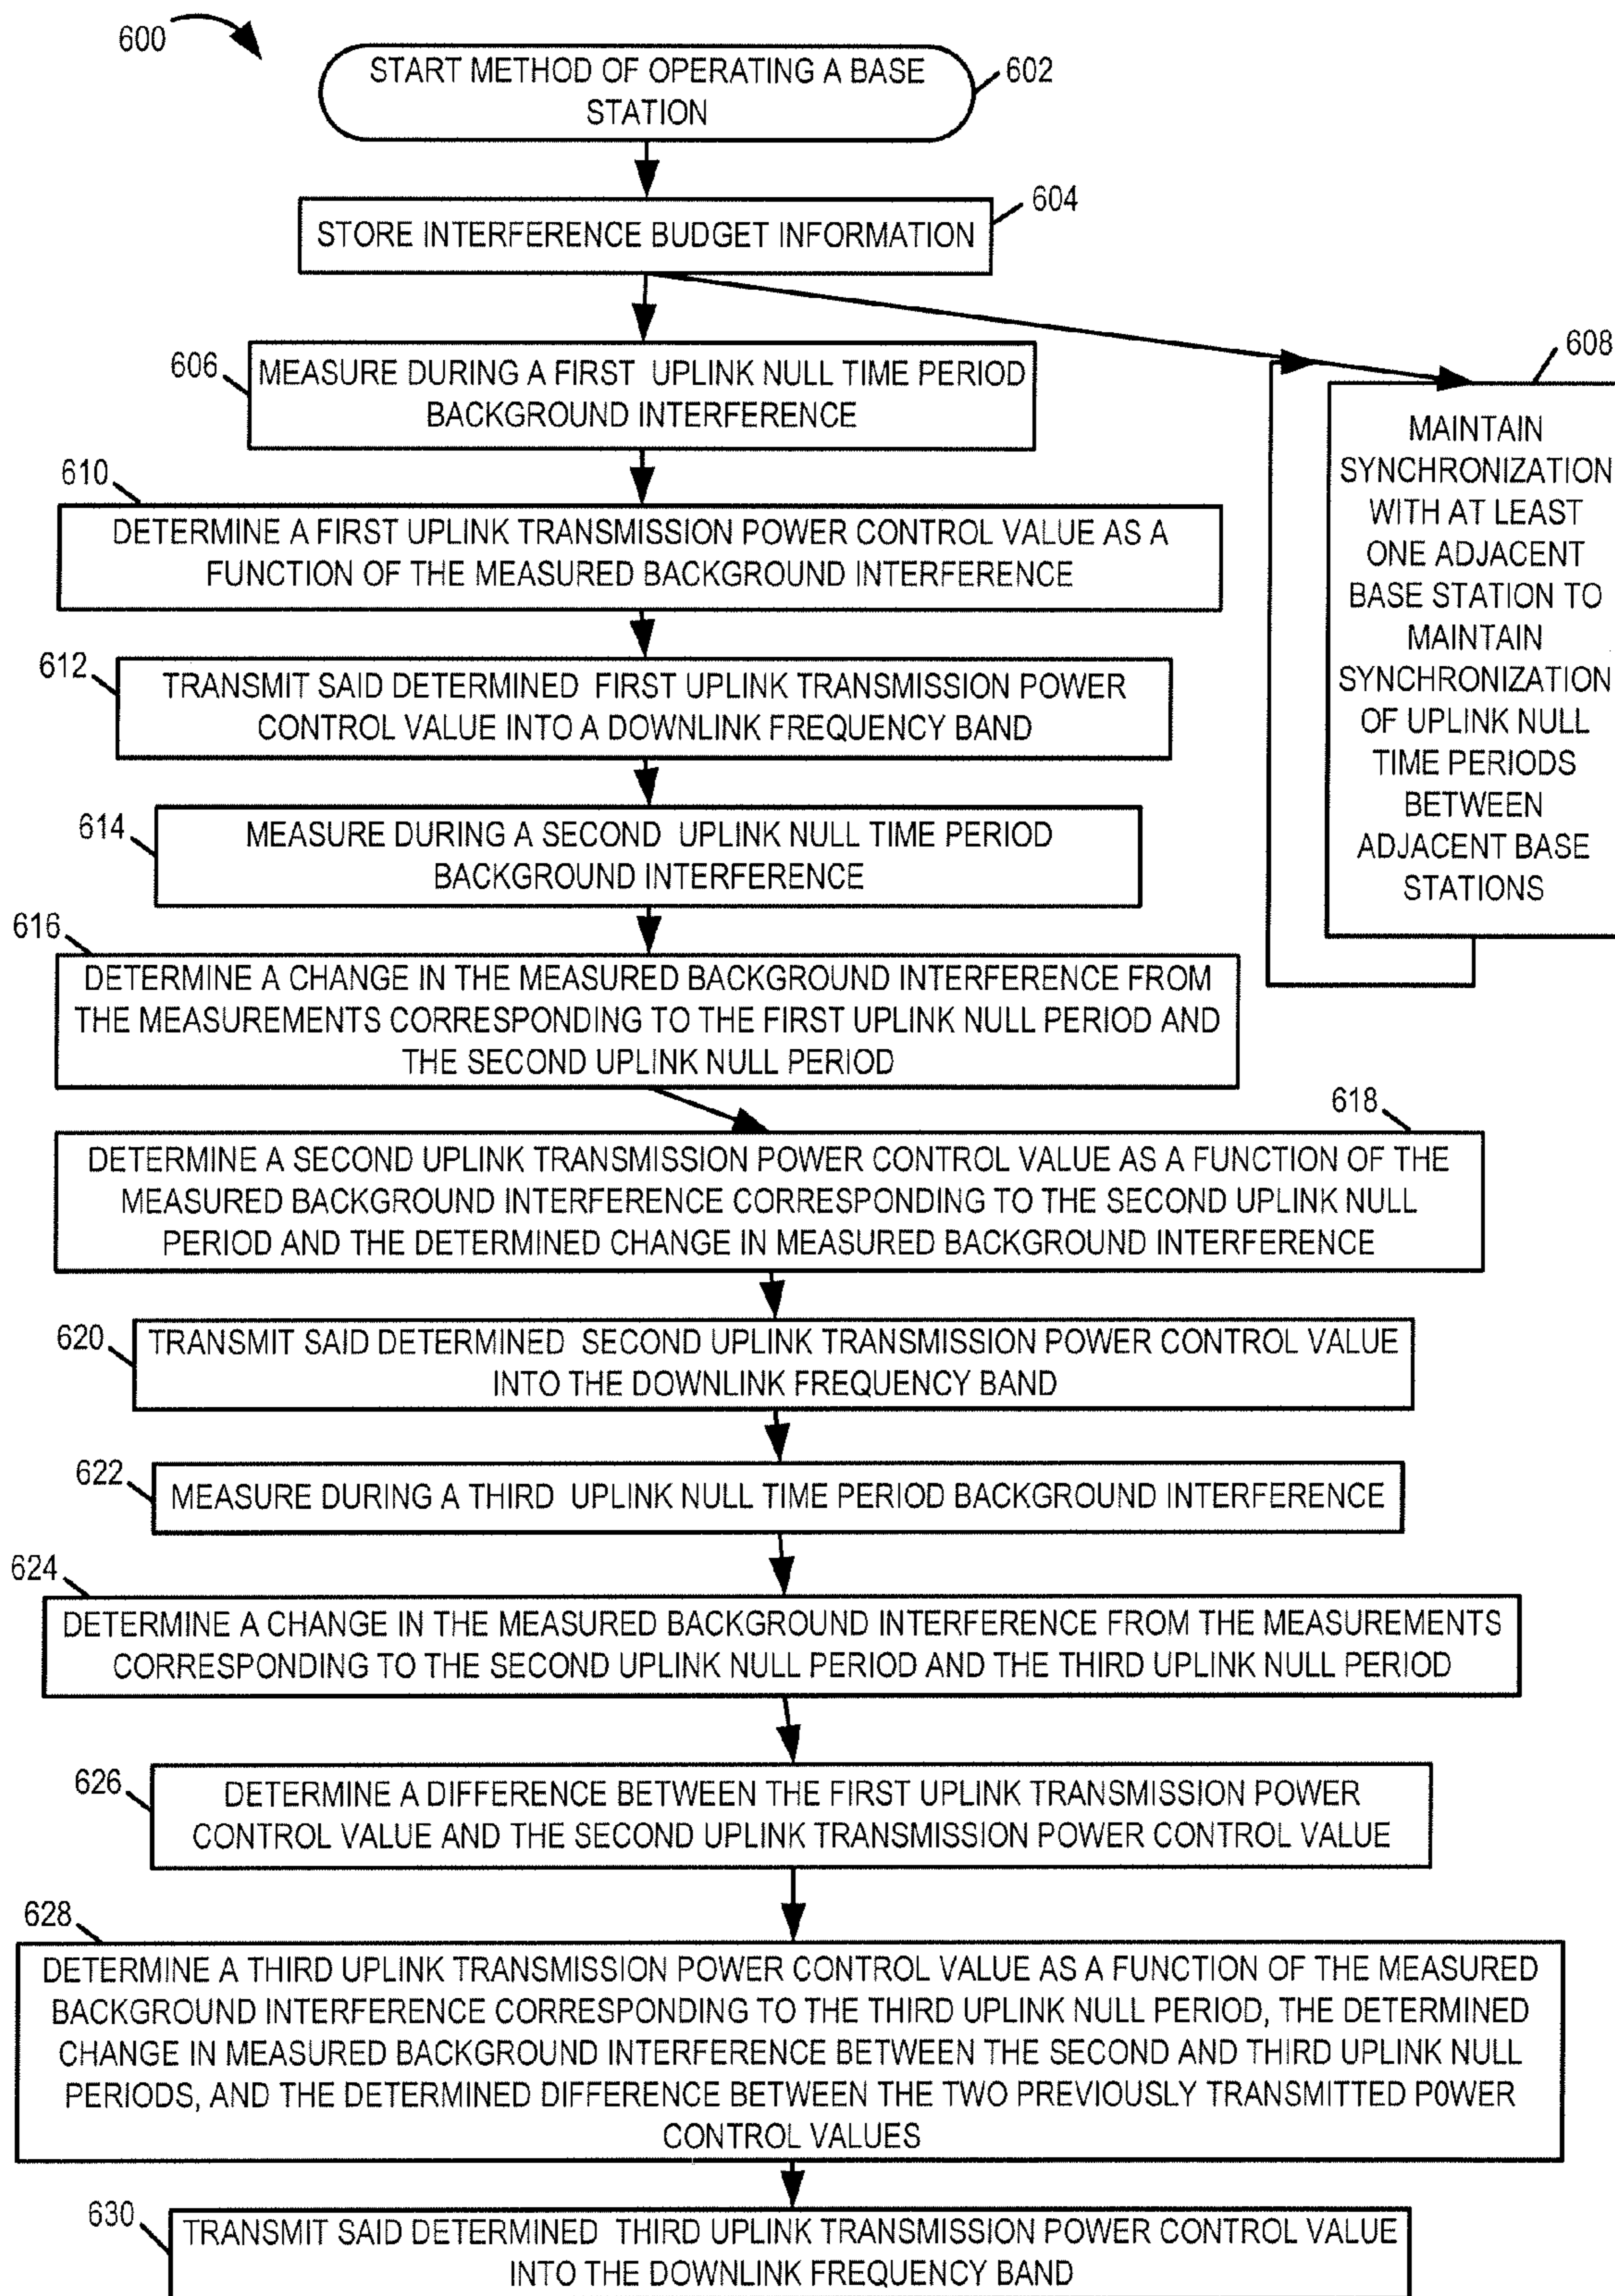 600
START METHOD OF OPERATING A BASE
STATION
602
STORE INTERFERENCE BUDGET INFORMATION
604
606
MEASURE DURING A FIRST UPLINK NULL TIME PERIOD
BACKGROUND INTERFERENCE
608
MAINTAIN
SYNCHRONIZATION
WITH AT LEAST
ONE ADJACENT
BASE STATION TO
MAINTAIN
SYNCHRONIZATION
OF UPLINK NULL
TIME PERIODS
BETWEEN
ADJACENT BASE
STATIONS
610
DETERMINE A FIRST UPLINK TRANSMISSION POWER CONTROL VALUE AS A
FUNCTION OF THE MEASURED BACKGROUND INTERFERENCE
612
TRANSMIT SAID DETERMINED FIRST UPLINK TRANSMISSION POWER
CONTROL VALUE INTO A DOWNLINK FREQUENCY BAND
614
MEASURE DURING A SECOND UPLINK NULL TIME PERIOD
BACKGROUND INTERFERENCE
616
DETERMINE A CHANGE IN THE MEASURED BACKGROUND INTERFERENCE FROM
THE MEASUREMENTS CORRESPONDING TO THE FIRST UPLINK NULL PERIOD AND
THE SECOND UPLINK NULL PERIOD
618
DETERMINE A SECOND UPLINK TRANSMISSION POWER CONTROL VALUE AS A FUNCTION OF THE
MEASURED BACKGROUND INTERFERENCE CORRESPONDING TO THE SECOND UPLINK NULL
PERIOD AND THE DETERMINED CHANGE IN MEASURED BACKGROUND INTERFERENCE
620
TRANSMIT SAID DETERMINED SECOND UPLINK TRANSMISSION POWER CONTROL VALUE
INTO THE DOWNLINK FREQUENCY BAND
622
MEASURE DURING A THIRD UPLINK NULL TIME PERIOD BACKGROUND INTERFERENCE
624
DETERMINE A CHANGE IN THE MEASURED BACKGROUND INTERFERENCE FROM THE MEASUREMENTS
CORRESPONDING TO THE SECOND UPLINK NULL PERIOD AND THE THIRD UPLINK NULL PERIOD
626
DETERMINE A DIFFERENCE BETWEEN THE FIRST UPLINK TRANSMISSION POWER
CONTROL VALUE AND THE SECOND UPLINK TRANSMISSION POWER CONTROL VALUE
628
DETERMINE A THIRD UPLINK TRANSMISSION POWER CONTROL VALUE AS A FUNCTION OF THE MEASURED
BACKGROUND INTERFERENCE CORRESPONDING TO THE THIRD UPLINK NULL PERIOD, THE DETERMINED
CHANGE IN MEASURED BACKGROUND INTERFERENCE BETWEEN THE SECOND AND THIRD UPLINK NULL
PERIODS, AND THE DETERMINED DIFFERENCE BETWEEN THE TWO PREVIOUSLY TRANSMITTED POWER
CONTROL VALUES
630
TRANSMIT SAID DETERMINED THIRD UPLINK TRANSMISSION POWER CONTROL VALUE
INTO THE DOWNLINK FREQUENCY BAND